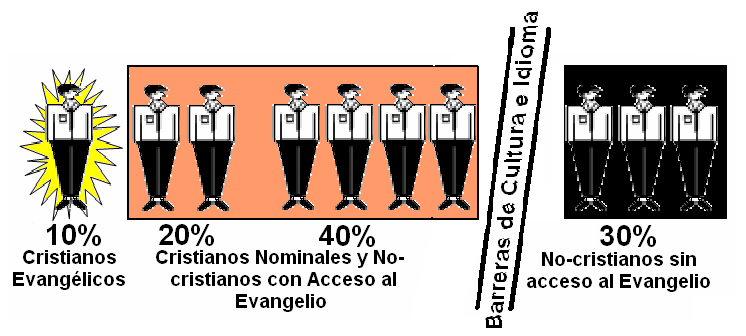 10%
Cristianos
Evangélicos
20%
40%
Cristianos Nominales y No-
cristianos con Acceso al
Evangelio
Barreras de Cultura e Idioma
30%
No-cristianos sin
acceso al Evangelio